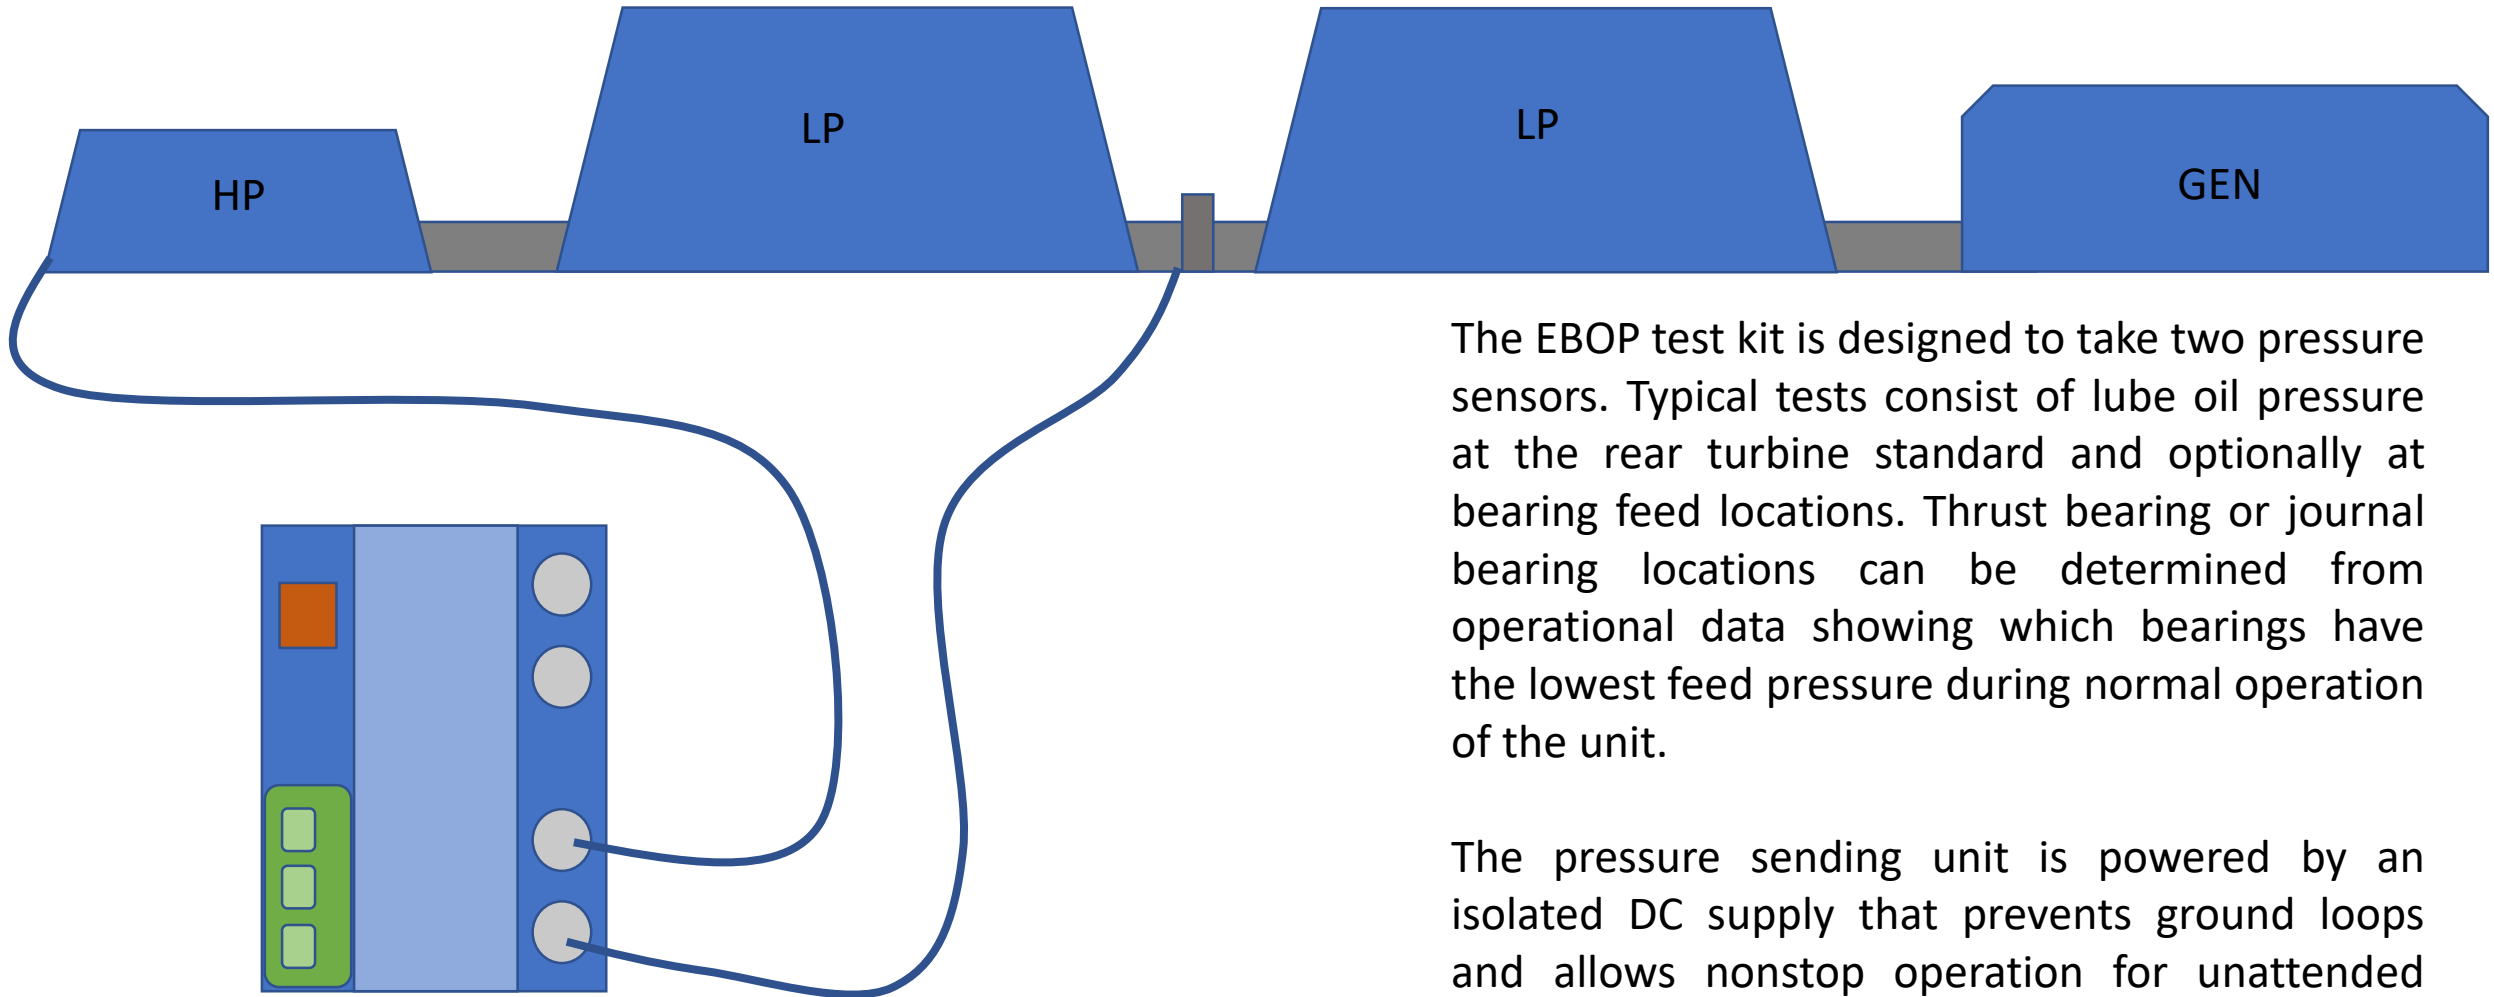 HP
LP
LP
GEN
The EBOP test kit is designed to take two pressure
sensors. Typical tests consist of lube oil pressure
at the rear turbine standard and optionally at
bearing feed locations. Thrust bearing or journal
bearing locations can be determined from
operational data showing which bearings have
the lowest feed pressure during normal operation
of the unit.
The pressure sending unit is powered by an
isolated DC supply that prevents ground loops
and allows nonstop operation for unattended